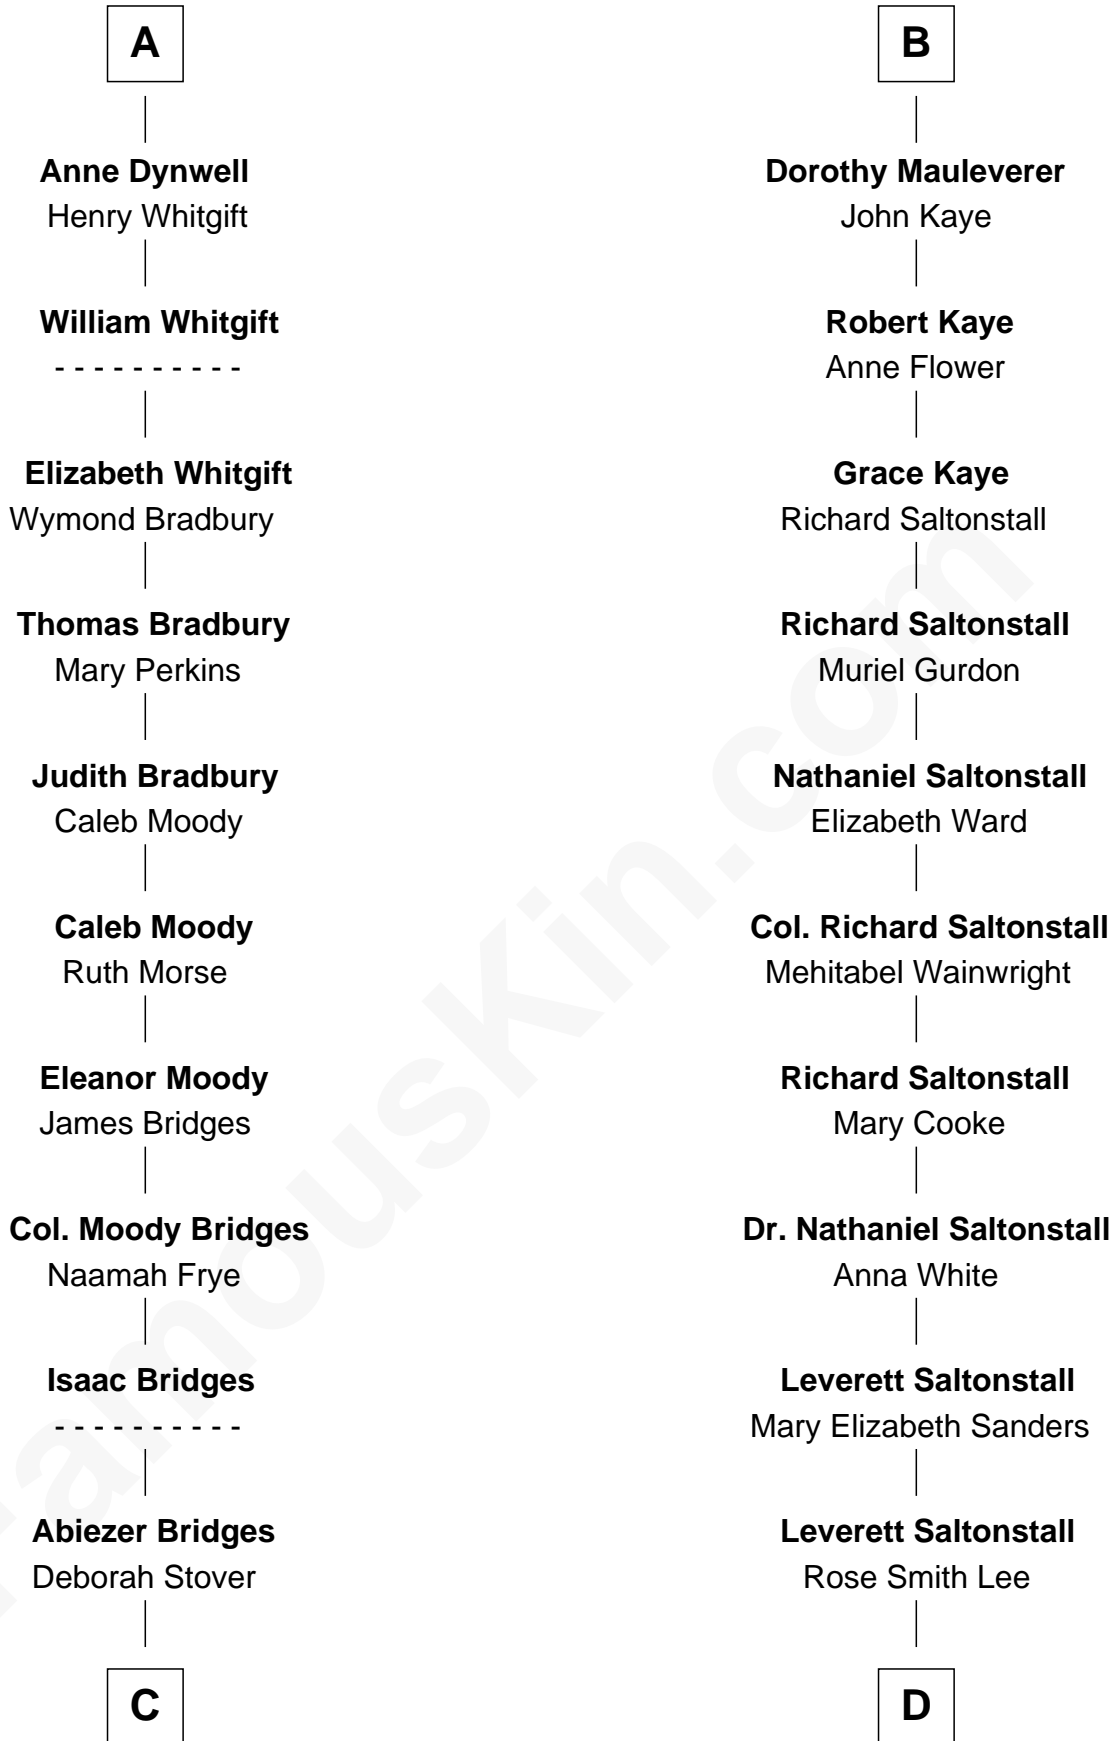 A
Anne Dynwell
Henry Whitgift
William Whitgift
- - - - - - - - - -
Elizabeth Whitgift
Wymond Bradbury
Thomas Bradbury
Mary Perkins
Judith Bradbury
Caleb Moody
Caleb Moody
Ruth Morse
Eleanor Moody
James Bridges
Col. Moody Bridges
Naamah Frye
Isaac Bridges
- - - - - - - - - -
Abiezer Bridges
Deborah Stover
C
B
Dorothy Mauleverer
John Kaye
Robert Kaye
Anne Flower
Grace Kaye
Richard Saltonstall
Richard Saltonstall
Muriel Gurdon
Nathaniel Saltonstall
Elizabeth Ward
Col. Richard Saltonstall
Mehitabel Wainwright
Richard Saltonstall
Mary Cooke
Dr. Nathaniel Saltonstall
Anna White
Leverett Saltonstall
Mary Elizabeth Sanders
Leverett Saltonstall
Rose Smith Lee
D
FamousKin.com